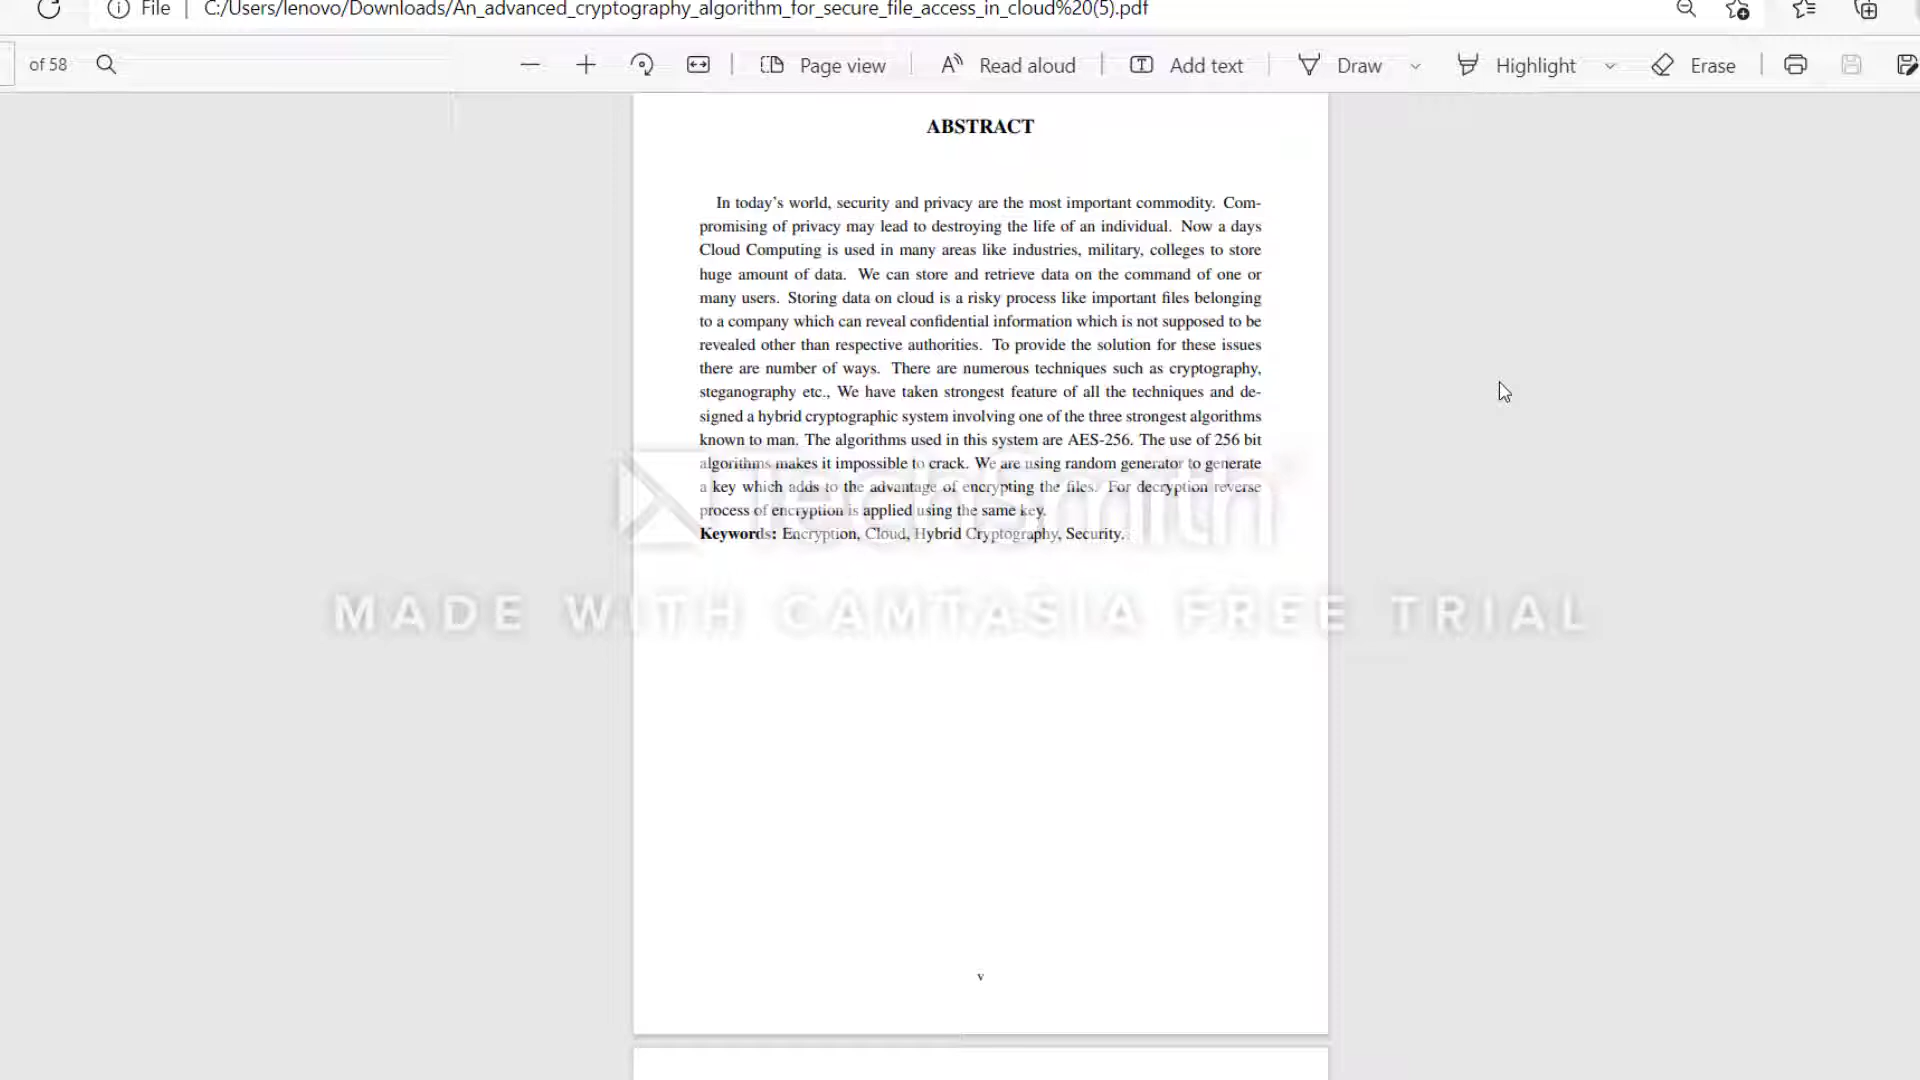 File | C:/Users/lenovo/Downloads/An_advanced_cryptography_algorithm_for_secure_file_access_in_cloud%20(5).pdf
of 58
Page view
Read aloud
Add text
Draw
Highlight
Erase
ABSTRACT
In today's world, security and privacy are the most important commodity. Com-
promising of privacy may lead to destroying the life of an individual. Now a days
Cloud Computing is used in many areas like industries, military, colleges to store
huge amount of data. We can store and retrieve data on the command of one or
many users. Storing data on cloud is a risky process like important files belonging
to a company which can reveal confidential information which is not supposed to be
revealed other than respective authorities. To provide the solution for these issues
there are number of ways. There are numerous techniques such as cryptography,
steganography etc., We have taken strongest feature of all the techniques and de-
signed a hybrid cryptographic system involving one of the three strongest algorithms
known to man. The algorithms used in this system are AES-256. The use of 256 bit
algorithms makes it impossible to crack. We are using random generator to generate
a key which adds to the advantage of encrypting the files. For decryption reverse
process of encryption is applied using the same key.
Keywords: Encryption, Cloud, Hybrid Cryptography, Security.
TechSmith
MADE WITH CAMTASIA FREE TRIAL
v